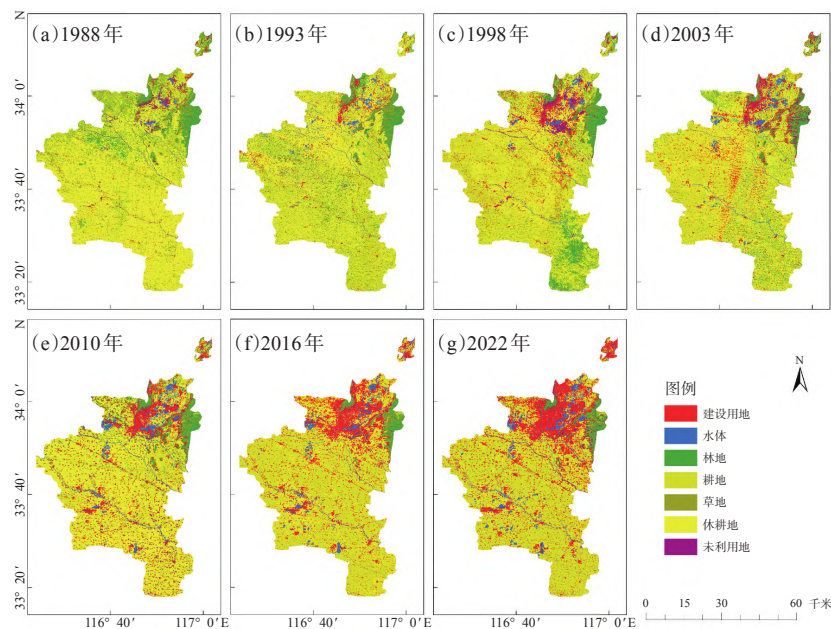 (a)1988年
(b)1993年
(c)1998年
(d)2003年
N
34° 0′
33° 40′
33° 20′
(e)2010年
(f)2016年
(g)2022年
N
34° 0′
33° 40′
33° 20′
116° 40′
117° 0′E
116° 40′
117° 0′E
116° 40′
117° 0′E
N
图例
建设用地
水体
林地
耕地
草地
休耕地
未利用地
0 15 30 60 千米